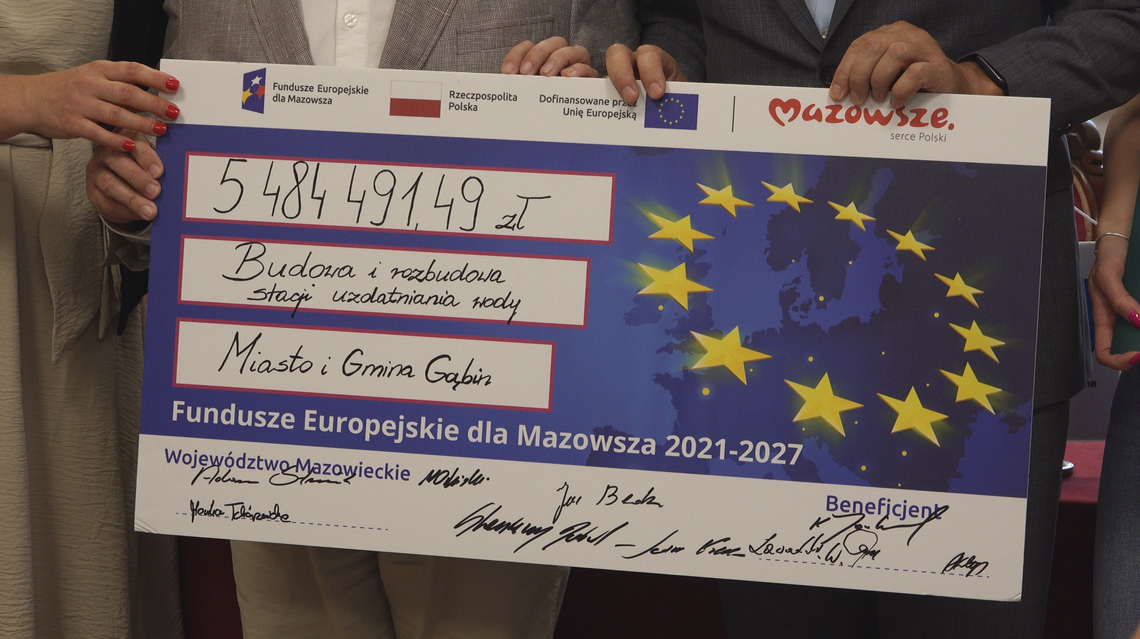 Fundusze Europejskie
dla Mazowsza
Rzeczpospolita
Polska
Dofinansowane przez
Unię Europejską
mazowsze.
serce Polski
5 484 491,49 zł
Budowa i rozbudowa
stacji uzdatniania wody
Miasto i Gmina Gąbin
Fundusze Europejskie dla Mazowsza 2021-2027
Województwo Mazowieckie
Beneficjent